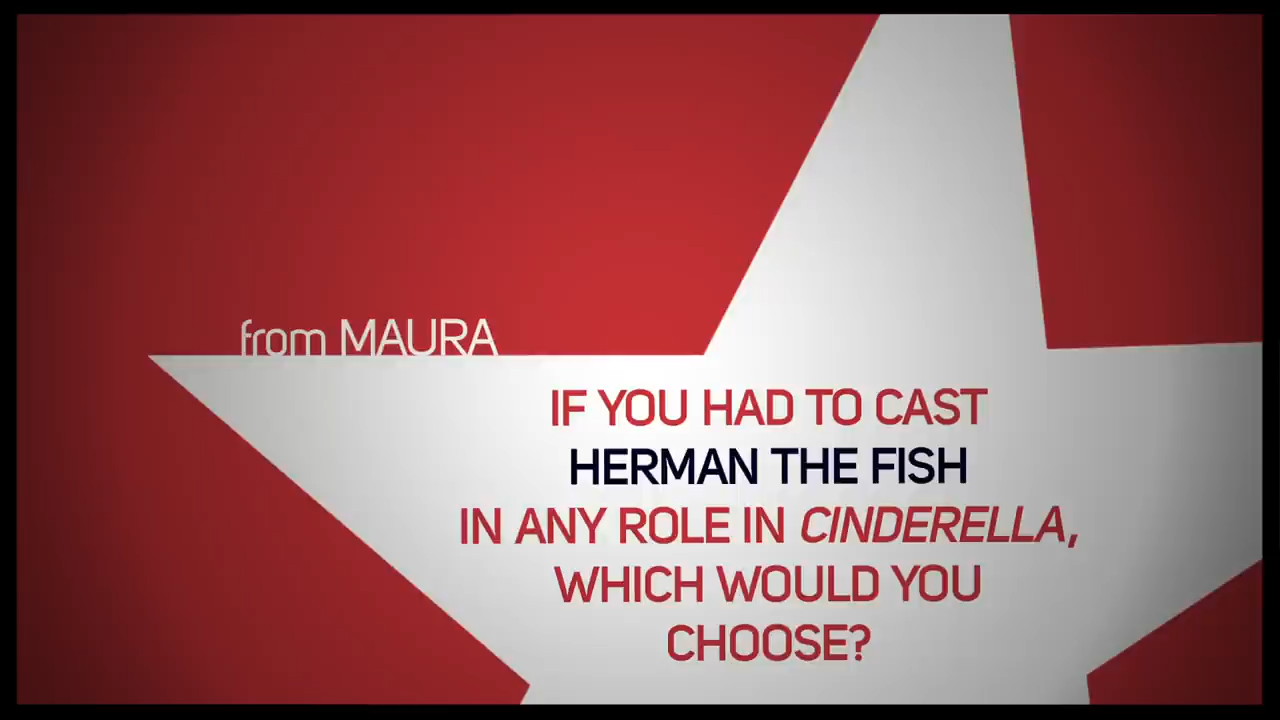 from MAURA
IF YOU HAD TO CAST
HERMAN THE FISH
IN ANY ROLE IN CINDERELLA,
WHICH WOULD YOU
CHOOSE?